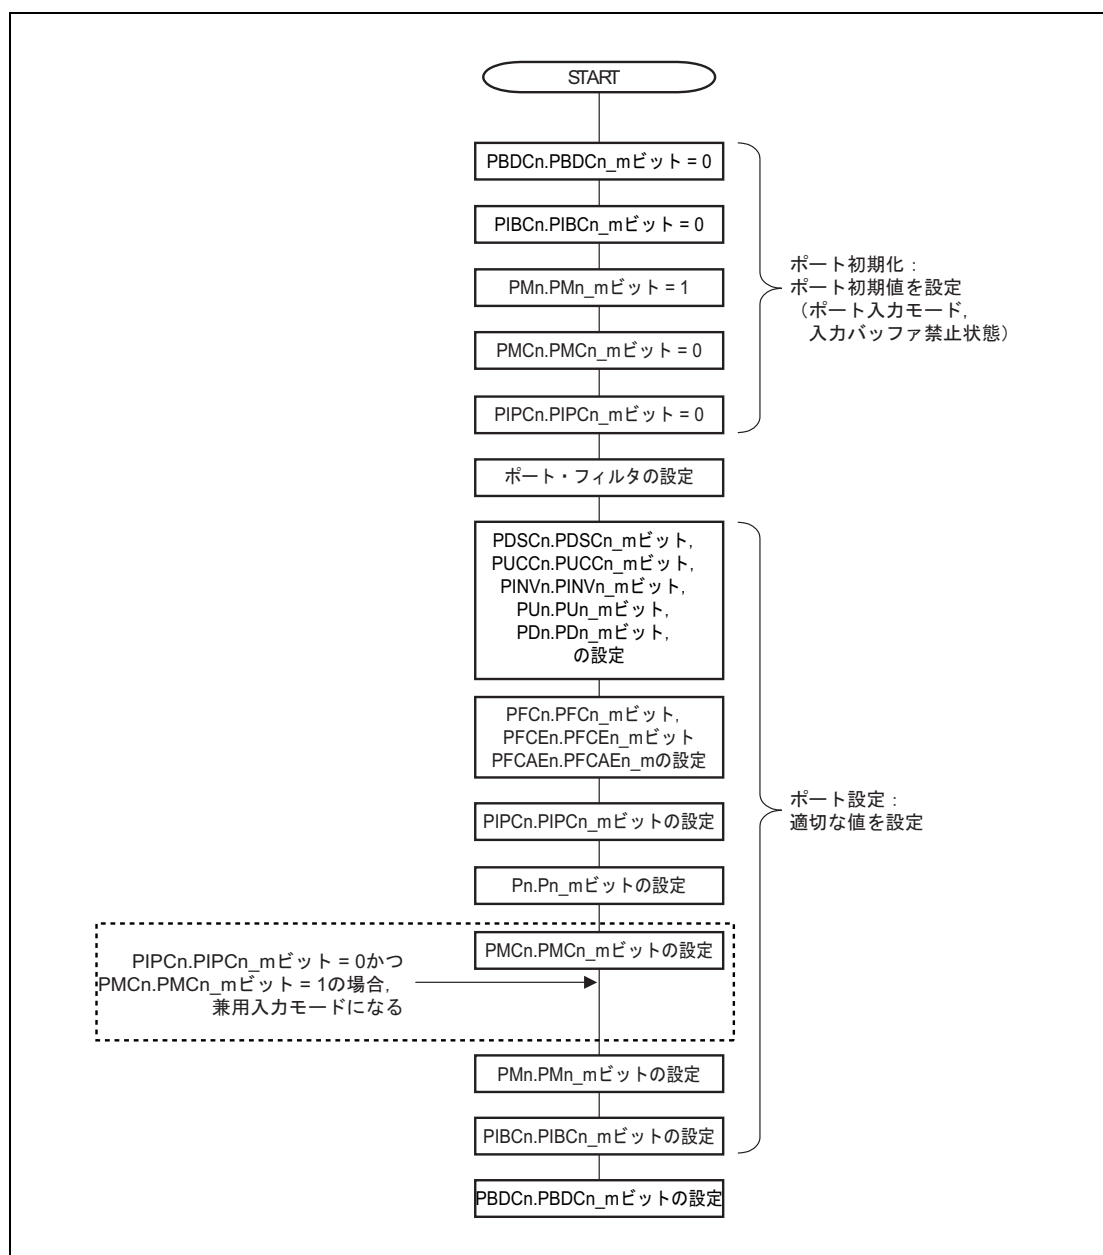 START
PBDCn.PBDCn_mビット = 0
PIBCn.PIBCn_mビット = 0
PMn.PMn_mビット = 1
PMCn.PMCn_mビット = 0
PIPCn.PIPCn_mビット = 0
ポート初期化：
ポート初期値を設定
（ポート入力モード,
入力バッファ禁止状態）
ポート・フィルタの設定
PDSCn.PDSCn_mビット,
PUCCn.PUCCn_mビット,
PINVn.PINVn_mビット,
PUn.PUn_mビット,
PDn.PDn_mビット,
の設定
PFCn.PFCn_mビット,
PFCEn.PFCEn_mビット
PFCAEn.PFCAEn_mの設定
PIPCn.PIPCn_mビットの設定
ポート設定：
適切な値を設定
Pn.Pn_mビットの設定
PMCn.PMCn_mビットの設定
PIPCn.PIPCn_mビット = 0かつ
PMCn.PMCn_mビット = 1の場合,
兼用入力モードになる
PMn.PMn_mビットの設定
PIBCn.PIBCn_mビットの設定
PBDCn.PBDCn_mビットの設定